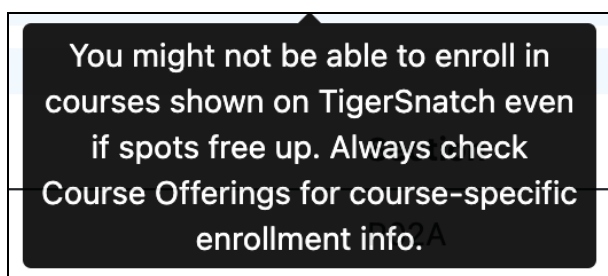 You might not be able to enroll in
courses shown on TigerSnatch even
if spots free up. Always check
Course Offerings for course-specific
enrollment info.